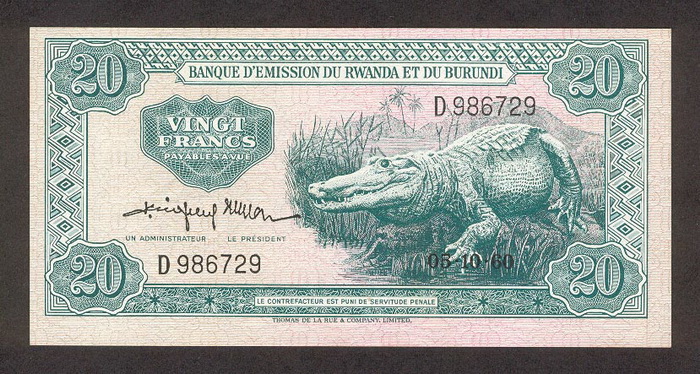 20 20
BANQUE D'EMISSION DU RWANDA ET DU BURUNDI
D 986729
VINGT
FRANCS
PAYABLES A VUE
UN ADMINISTRATEUR LE PRÉSIDENT
D 986729
05-10-60
20 20
LE CONTREFACTEUR EST PUNI DE SERVITUDE PENALE
THOMAS DE LA RUE & COMPANY, LIMITED.